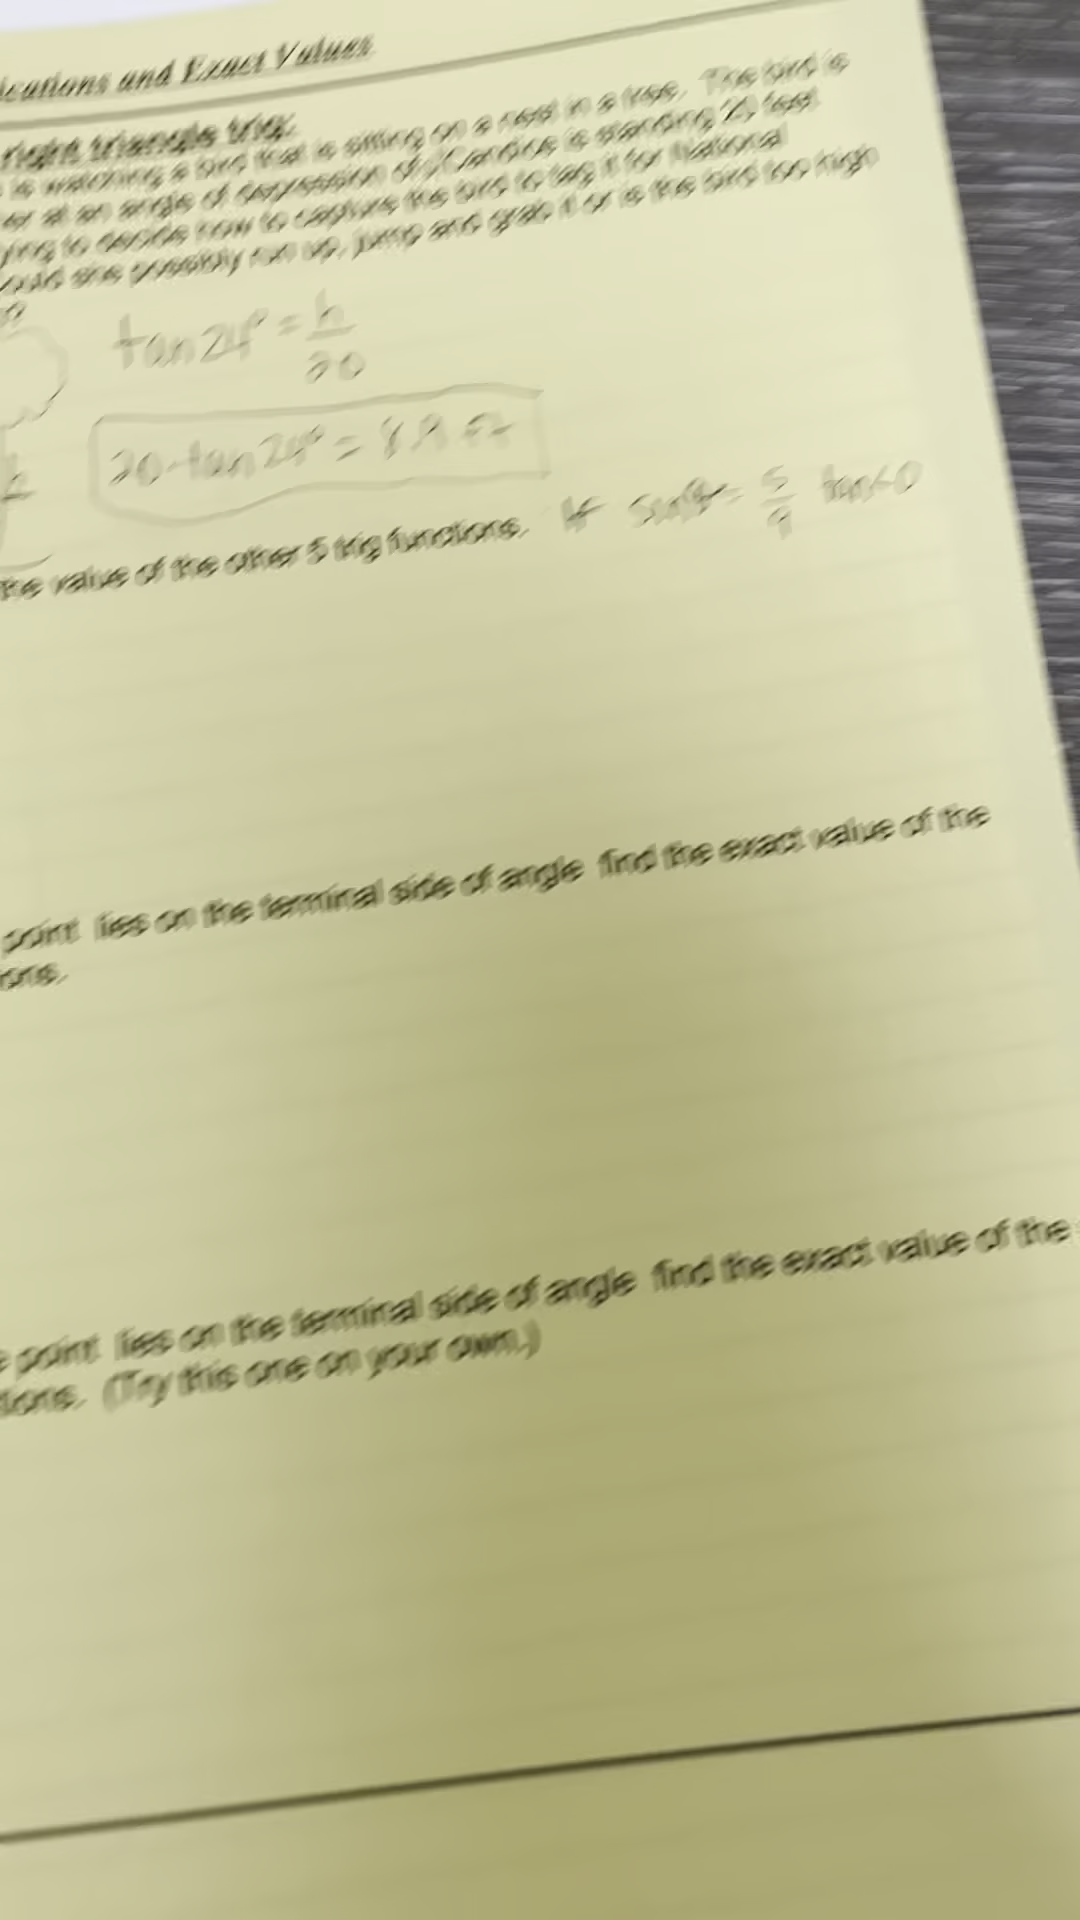 ications and Exact Values
right triangle trig.
is watching a bird that is sitting on a nest in a tree. The bird is
er at an angle of depression of Candice is standing 20 feet
ying to decide how to capture the bird to tag it for National
ould she possibly run up, jump and grab it or is the bird too high
tan 24° = h/20
h
20·tan 24° = 8.9 ft
the value of the other 5 trig functions. If sinθ = 5/9 tan<0
point lies on the terminal side of angle find the exact value of the
ions.
point lies on the terminal side of angle find the exact value of the
tions. (Try this one on your own.)